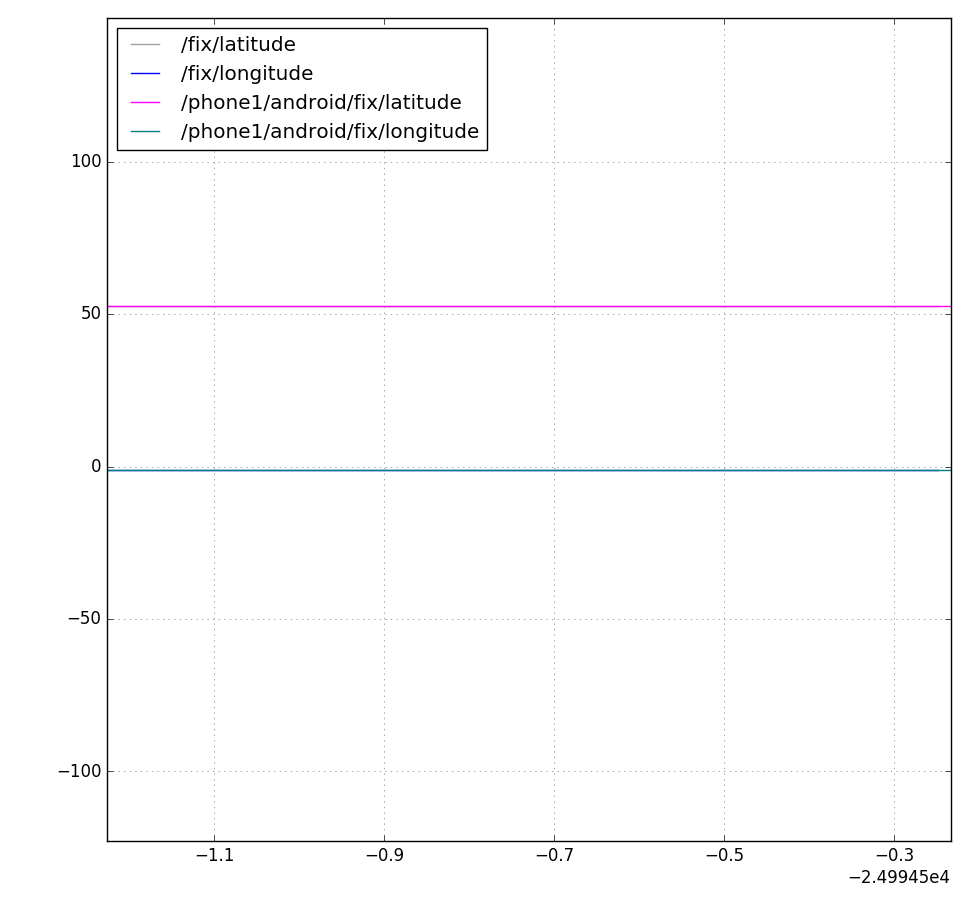 /fix/latitude
/fix/longitude
/phone1/android/fix/latitude
/phone1/android/fix/longitude
100
50
0
−50
−100
−1.1 −0.9 −0.7 −0.5 −0.3
−2.49945e4